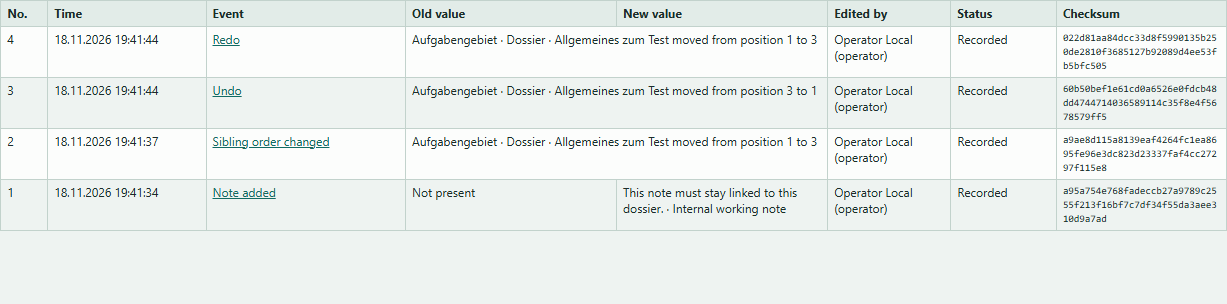 No. Time Event Old value New value Edited by Status Checksum
4 18.11.2026 19:41:44 Redo Aufgabengebiet · Dossier · Allgemeines zum Test moved from position 1 to 3 Operator Local Recorded 022d81aa84dcc33d8f5990135b25
(operator) 0de2810f3685127b92089d4ee53f
b5bfc505
3 18.11.2026 19:41:44 Undo Aufgabengebiet · Dossier · Allgemeines zum Test moved from position 3 to 1 Operator Local Recorded 60b50bef1e61cd0a6526e0fdcb48
(operator) dd4744714036589114c35f8e4f56
78579ff5
2 18.11.2026 19:41:37 Sibling order changed Aufgabengebiet · Dossier · Allgemeines zum Test moved from position 1 to 3 Operator Local Recorded a9ae8d115a8139eaf4264fc1ea86
(operator) 95fe96e3dc823d23337faf4cc272
97f115e8
1 18.11.2026 19:41:34 Note added Not present This note must stay linked to this Operator Local Recorded a95a754e768fadeccb27a9789c25
dossier. · Internal working note (operator) 55f213f16bf7c7df34f55da3aee3
10d9a7ad